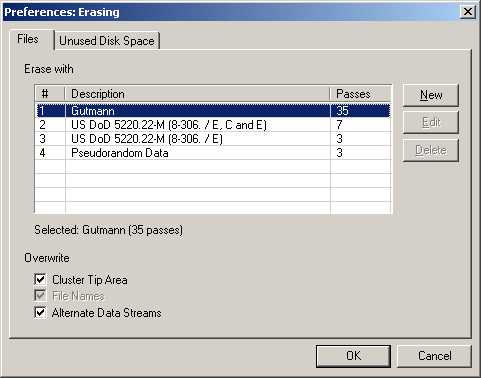 Preferences: Erasing
Files Unused Disk Space
Erase with
# Description Passes
1 Gutmann 35
2 US DoD 5220.22-M (8-306. / E, C and E) 7
3 US DoD 5220.22-M (8-306. / E) 3
4 Pseudorandom Data 3
New
Edit
Delete
Selected: Gutmann (35 passes)
Overwrite
Cluster Tip Area
File Names
Alternate Data Streams
OK Cancel